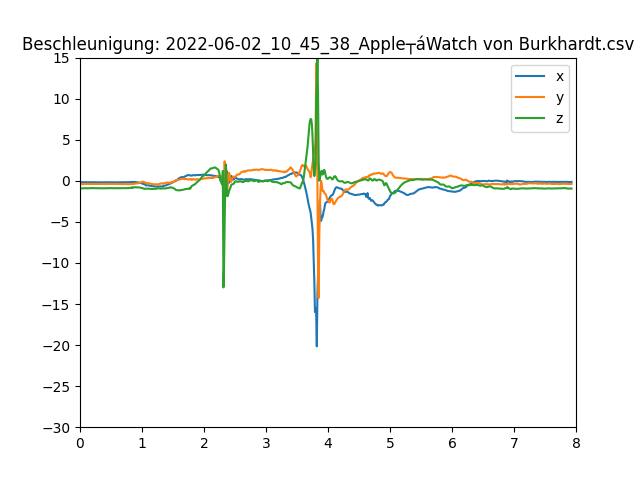 Beschleunigung: 2022-06-02_10_45_38_Apple┬áWatch von Burkhardt.csv
15
10
5
0
−5
−10
−15
−20
−25
−30
0 1 2 3 4 5 6 7 8
x
y
z